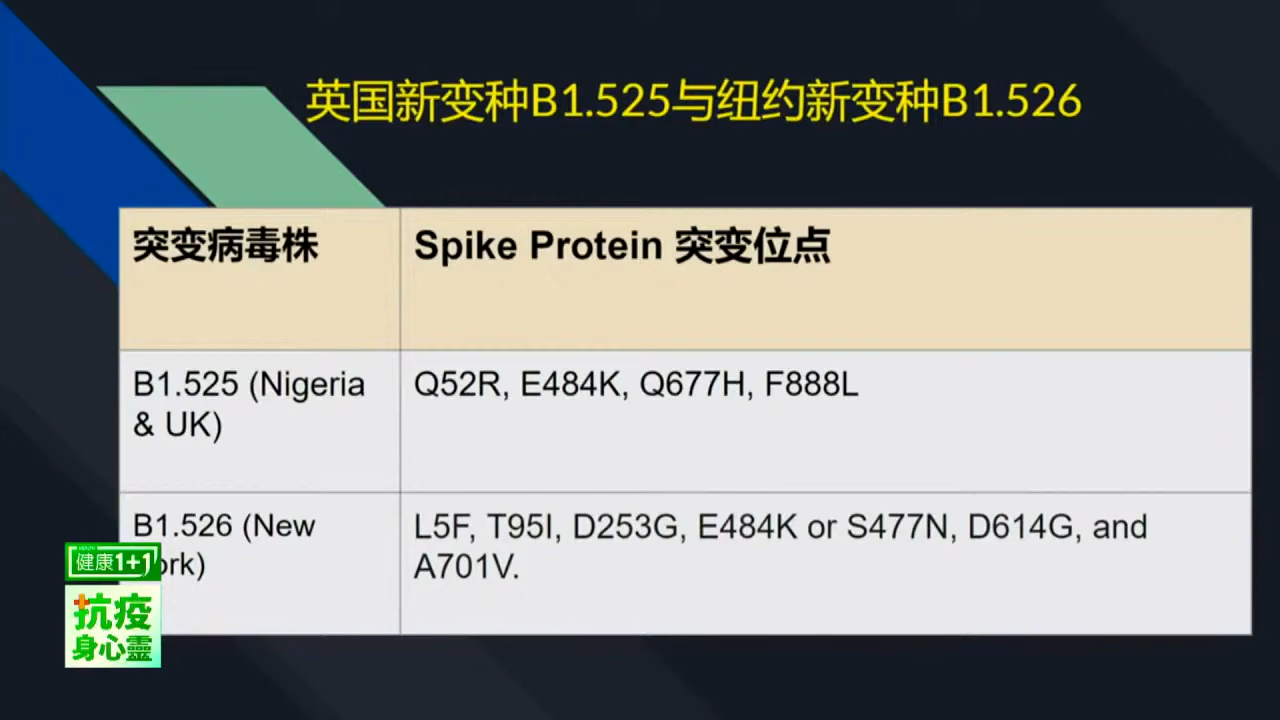 英国新变种B1.525与纽约新变种B1.526
突变病毒株
Spike Protein 突变位点
B1.525 (Nigeria
& UK)
Q52R, E484K, Q677H, F888L
B1.526 (New
ork)
L5F, T95I, D253G, E484K or S477N, D614G, and
A701V.
HEALTH
健康1+1
抗疫
身心靈